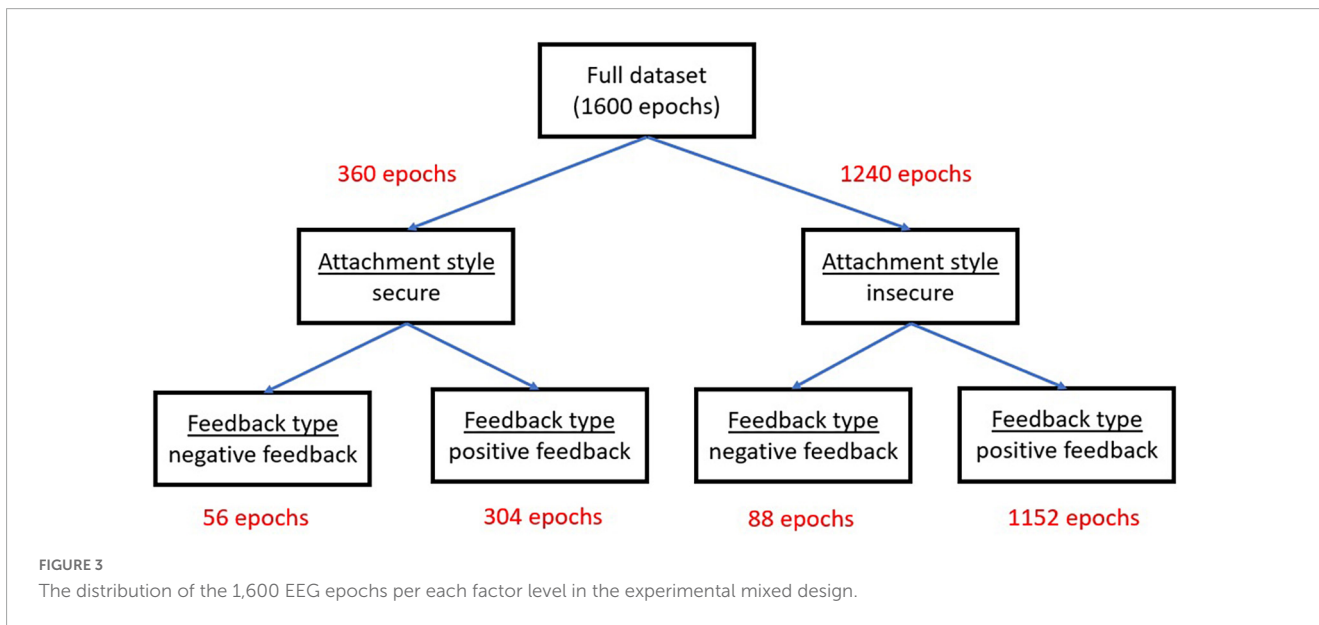 Full dataset
(1600 epochs)
360 epochs
1240 epochs
Attachment style
secure
Attachment style
insecure
Feedback type
negative feedback
Feedback type
positive feedback
Feedback type
negative feedback
Feedback type
positive feedback
56 epochs
304 epochs
88 epochs
1152 epochs
FIGURE 3
The distribution of the 1,600 EEG epochs per each factor level in the experimental mixed design.